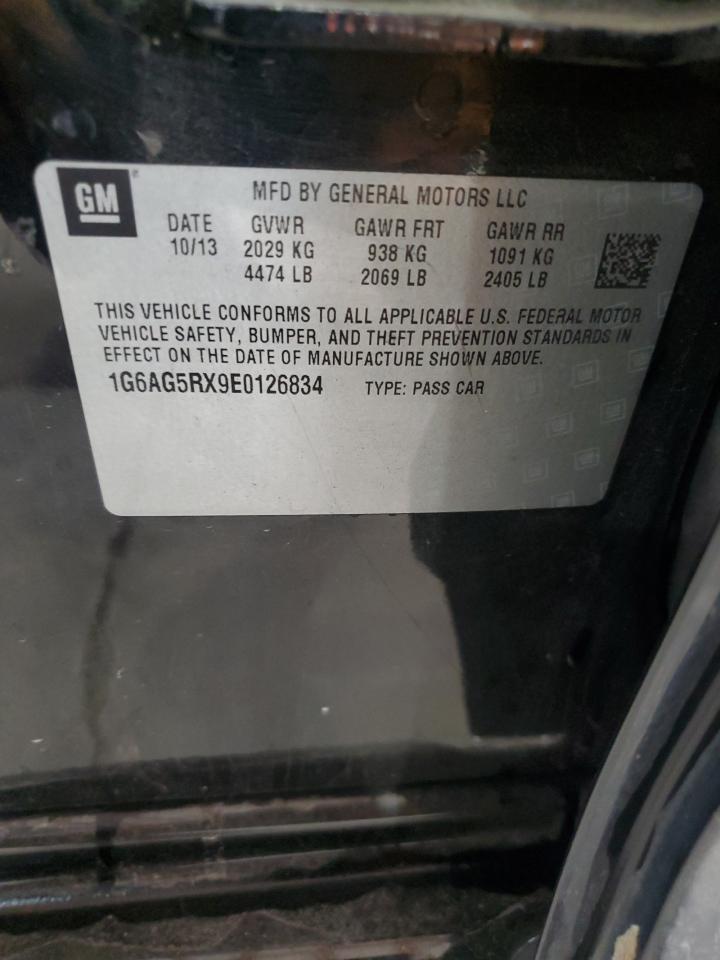 GM
MFD BY GENERAL MOTORS LLC
DATE GVWR GAWR FRT GAWR RR
10/13 2029 KG 938 KG 1091 KG
4474 LB 2069 LB 2405 LB
THIS VEHICLE CONFORMS TO ALL APPLICABLE U.S. FEDERAL MOTOR
VEHICLE SAFETY, BUMPER, AND THEFT PREVENTION STANDARDS IN
EFFECT ON THE DATE OF MANUFACTURE SHOWN ABOVE.
1G6AG5RX9E0126834 TYPE: PASS CAR